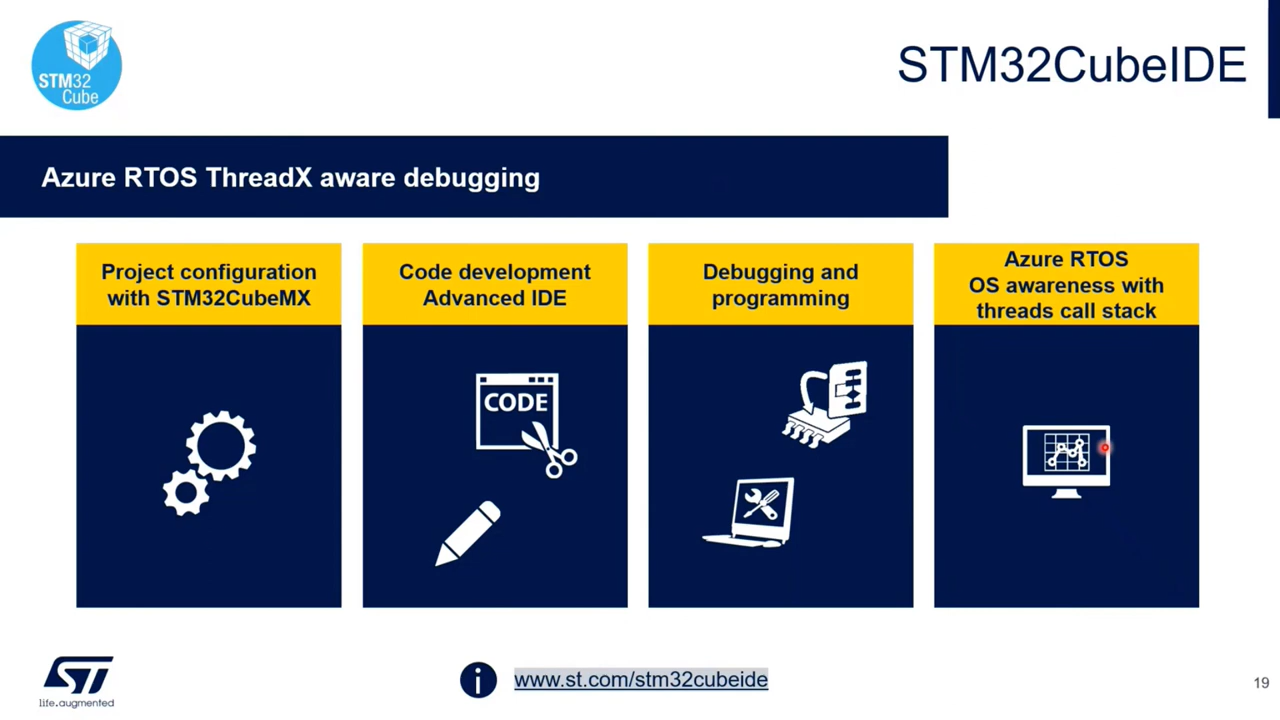 STM32
Cube
STM32CubeIDE
Azure RTOS ThreadX aware debugging
Project configuration
with STM32CubeMX
Code development
Advanced IDE
Debugging and
programming
Azure RTOS
OS awareness with
threads call stack
CODE
ST
life.augmented
i
www.st.com/stm32cubeide
19